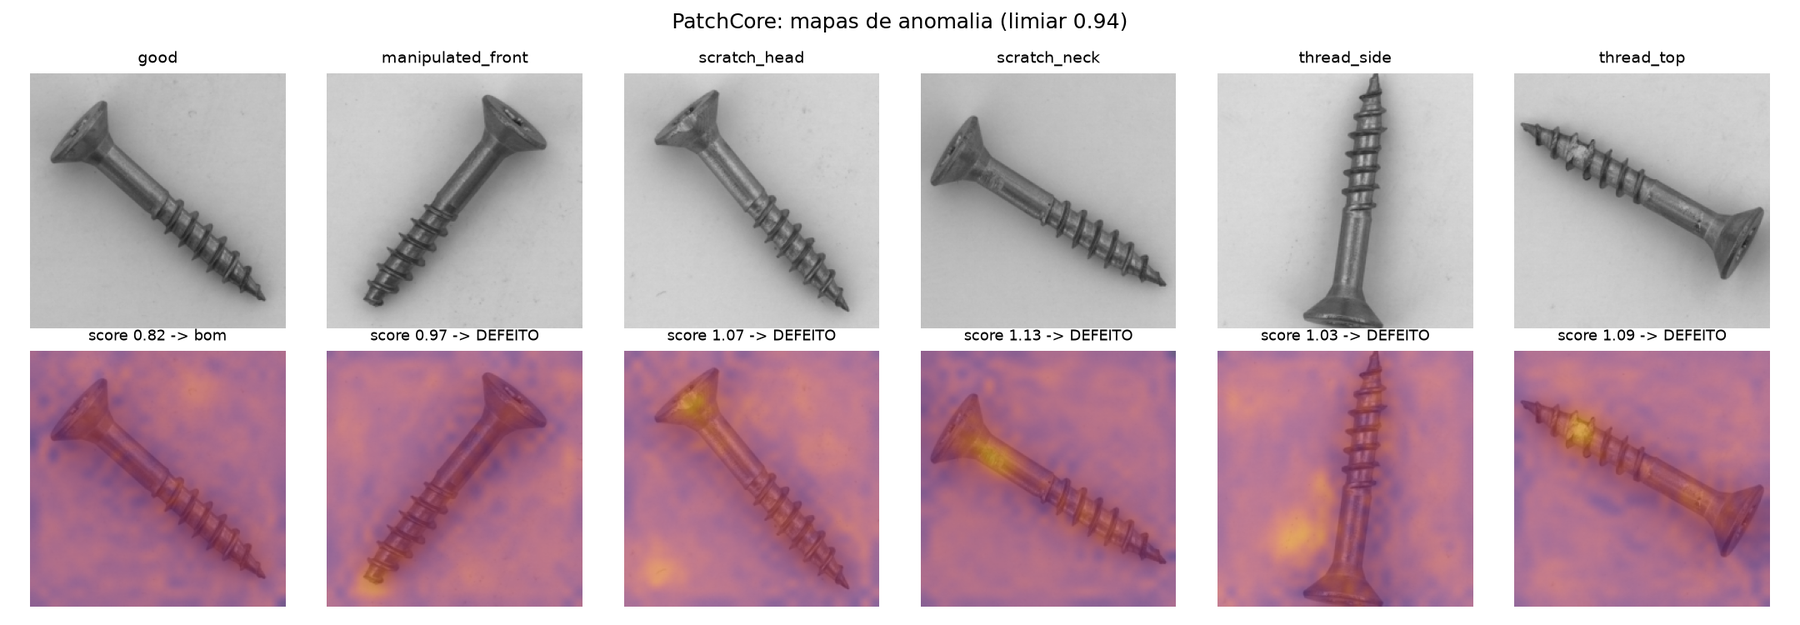 PatchCore: mapas de anomalia (limiar 0.94)
good
manipulated_front
scratch_head
scratch_neck
thread_side
thread_top
score 0.82 -> bom
score 0.97 -> DEFEITO
score 1.07 -> DEFEITO
score 1.13 -> DEFEITO
score 1.03 -> DEFEITO
score 1.09 -> DEFEITO